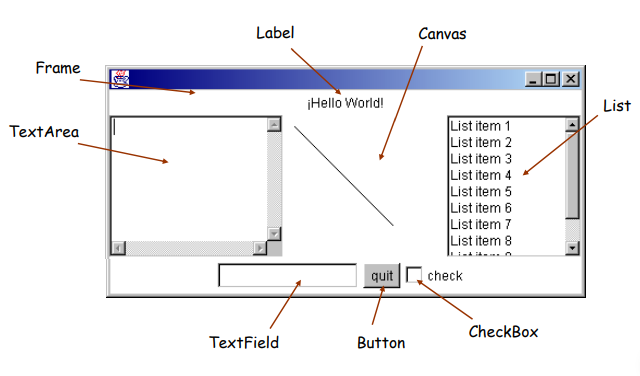 Label
Canvas
Frame
¡Hello World!
List
TextArea
List item 1
List item 2
List item 3
List item 4
List item 5
List item 6
List item 7
List item 8
quit
check
TextField
Button
CheckBox